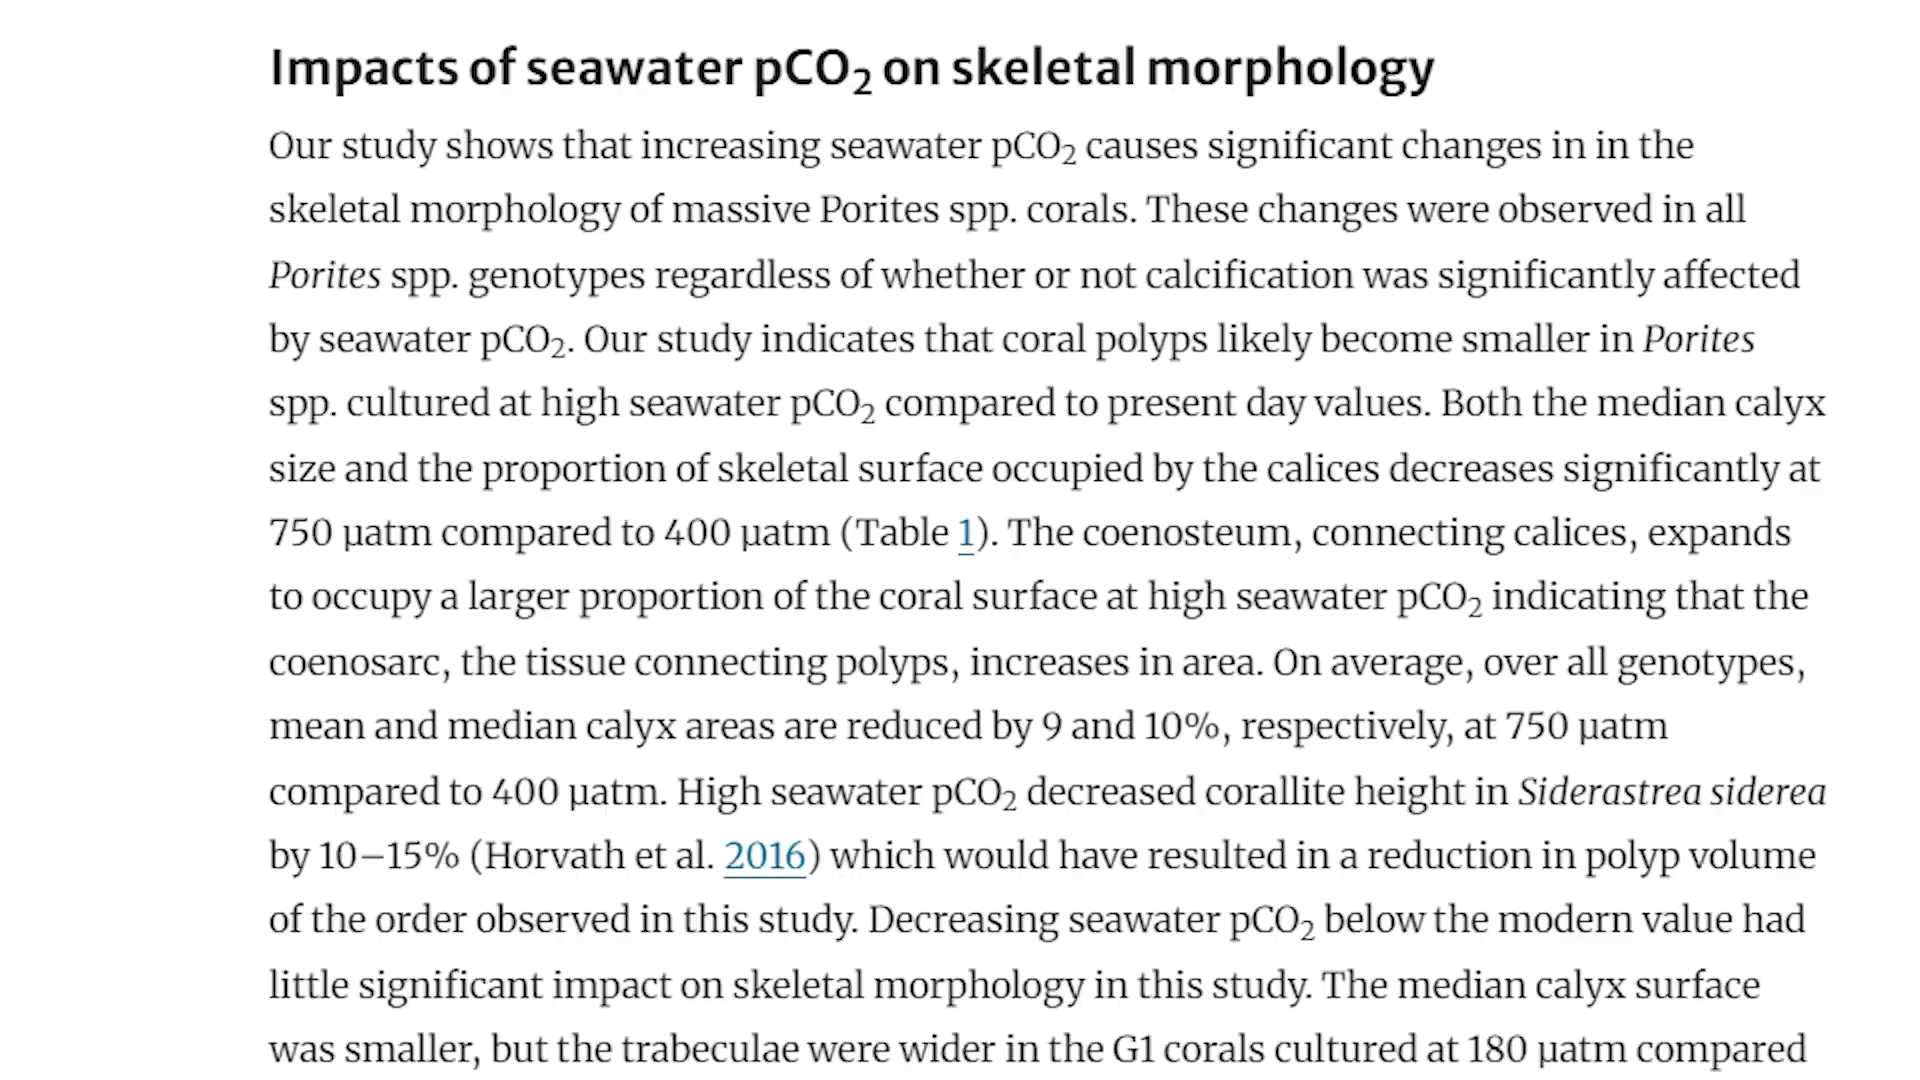 Impacts of seawater pCO₂ on skeletal morphology
Our study shows that increasing seawater pCO₂ causes significant changes in in the
skeletal morphology of massive Porites spp. corals. These changes were observed in all
Porites spp. genotypes regardless of whether or not calcification was significantly affected
by seawater pCO₂. Our study indicates that coral polyps likely become smaller in Porites
spp. cultured at high seawater pCO₂ compared to present day values. Both the median calyx
size and the proportion of skeletal surface occupied by the calices decreases significantly at
750 µatm compared to 400 µatm (Table 1). The coenosteum, connecting calices, expands
to occupy a larger proportion of the coral surface at high seawater pCO₂ indicating that the
coenosarc, the tissue connecting polyps, increases in area. On average, over all genotypes,
mean and median calyx areas are reduced by 9 and 10%, respectively, at 750 µatm
compared to 400 µatm. High seawater pCO₂ decreased corallite height in Siderastrea siderea
by 10–15% (Horvath et al. 2016) which would have resulted in a reduction in polyp volume
of the order observed in this study. Decreasing seawater pCO₂ below the modern value had
little significant impact on skeletal morphology in this study. The median calyx surface
was smaller, but the trabeculae were wider in the G1 corals cultured at 180 µatm compared